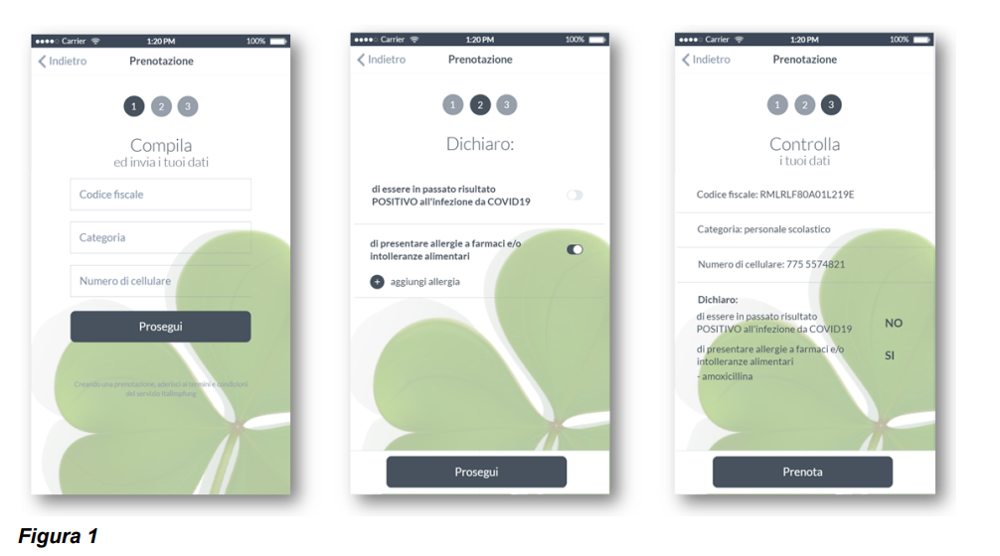 Carrier 1:20 PM 100%
Indietro Prenotazione
1 2 3
Compila
ed invia i tuoi dati
Codice fiscale
Categoria
Numero di cellulare
Prosegui
Creando una prenotazione, aderisci ai termini e condizioni
del servizio ItalImpfung
Carrier 1:20 PM 100%
Indietro Prenotazione
1 2 3
Dichiaro:
di essere in passato risultato
POSITIVO all'infezione da COVID19
di presentare allergie a farmaci e/o
intolleranze alimentari
+ aggiungi allergia
Prosegui
Carrier 1:20 PM 100%
Indietro Prenotazione
1 2 3
Controlla
i tuoi dati
Codice fiscale: RMLRLF80A01L219E
Categoria: personale scolastico
Numero di cellulare: 775 5574821
Dichiaro:
di essere in passato risultato
POSITIVO all'infezione da COVID19 NO
di presentare allergie a farmaci e/o
intolleranze alimentari SI
- amoxicillina
Prenota
Figura 1